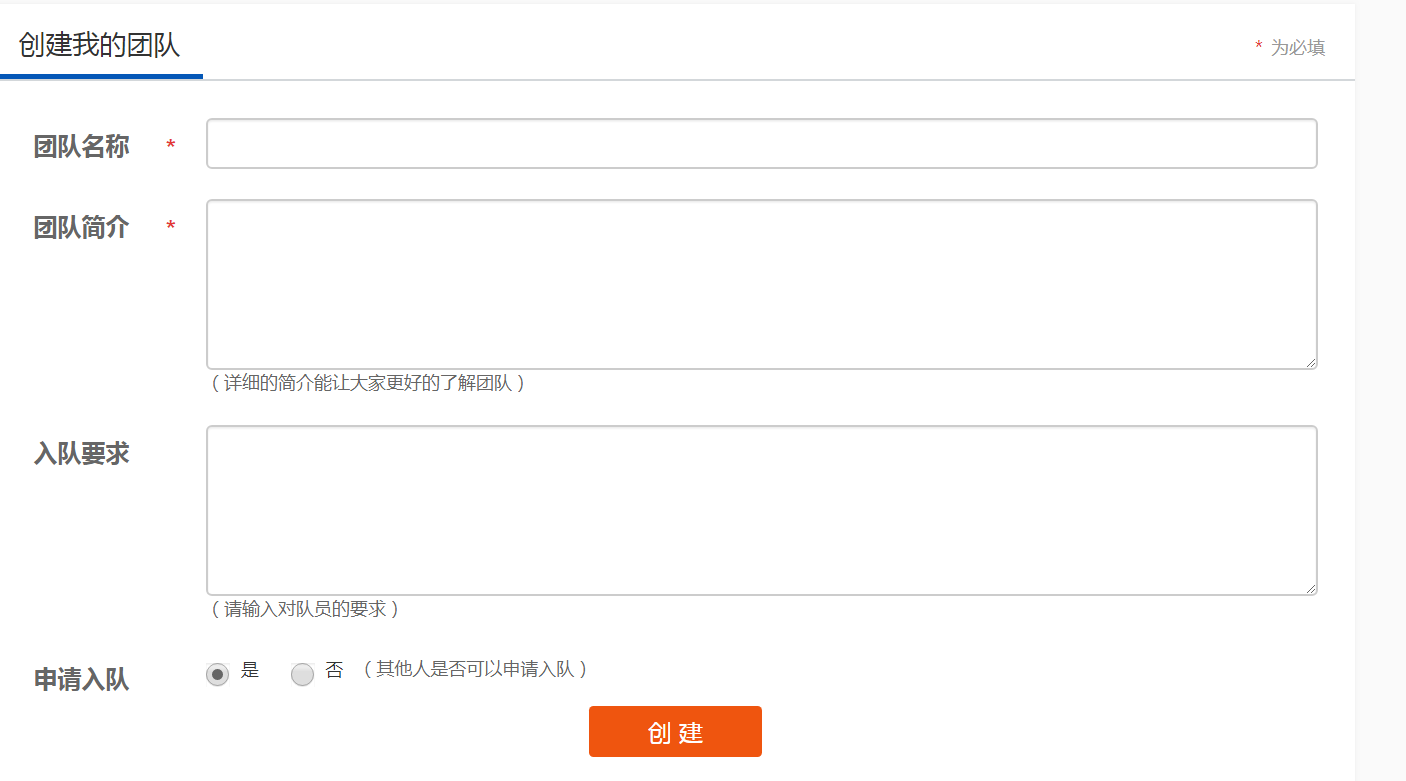 创建我的团队
* 为必填
团队名称 *
团队简介 *
（详细的简介能让大家更好的了解团队）
入队要求
（请输入对队员的要求）
申请入队 是 否 （其他人是否可以申请入队）
创 建